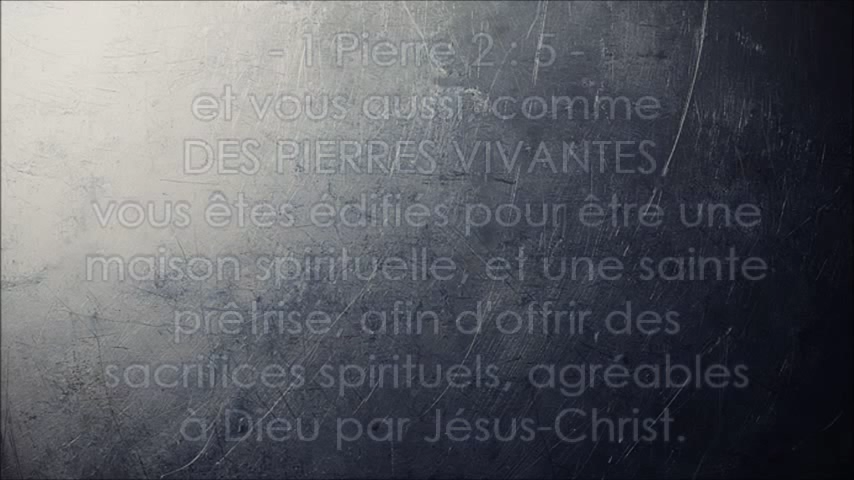 - 1 Pierre 2 : 5 -
et vous aussi comme
DES PIERRES VIVANTES
vous êtes édifies pour être une
maison spirituelle et une sainte
prêtrise afin d'offrir des
sacrifices spirituels, agréables
à Dieu par Jésus-Christ.